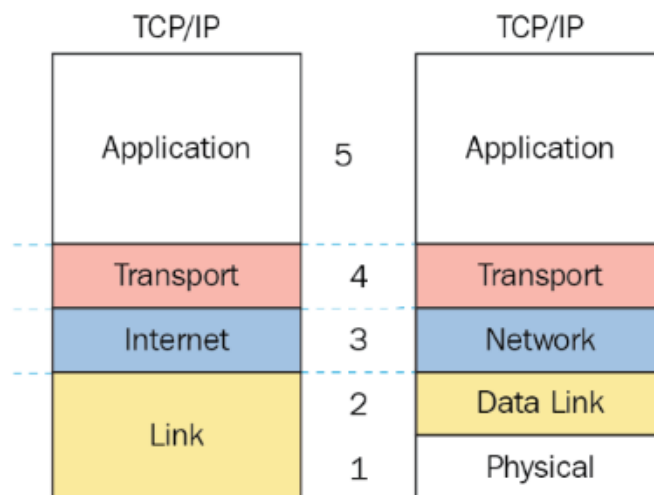 TCP/IP TCP/IP
Application 5 Application
Transport 4 Transport
Internet 3 Network
2 Data Link
Link
1 Physical